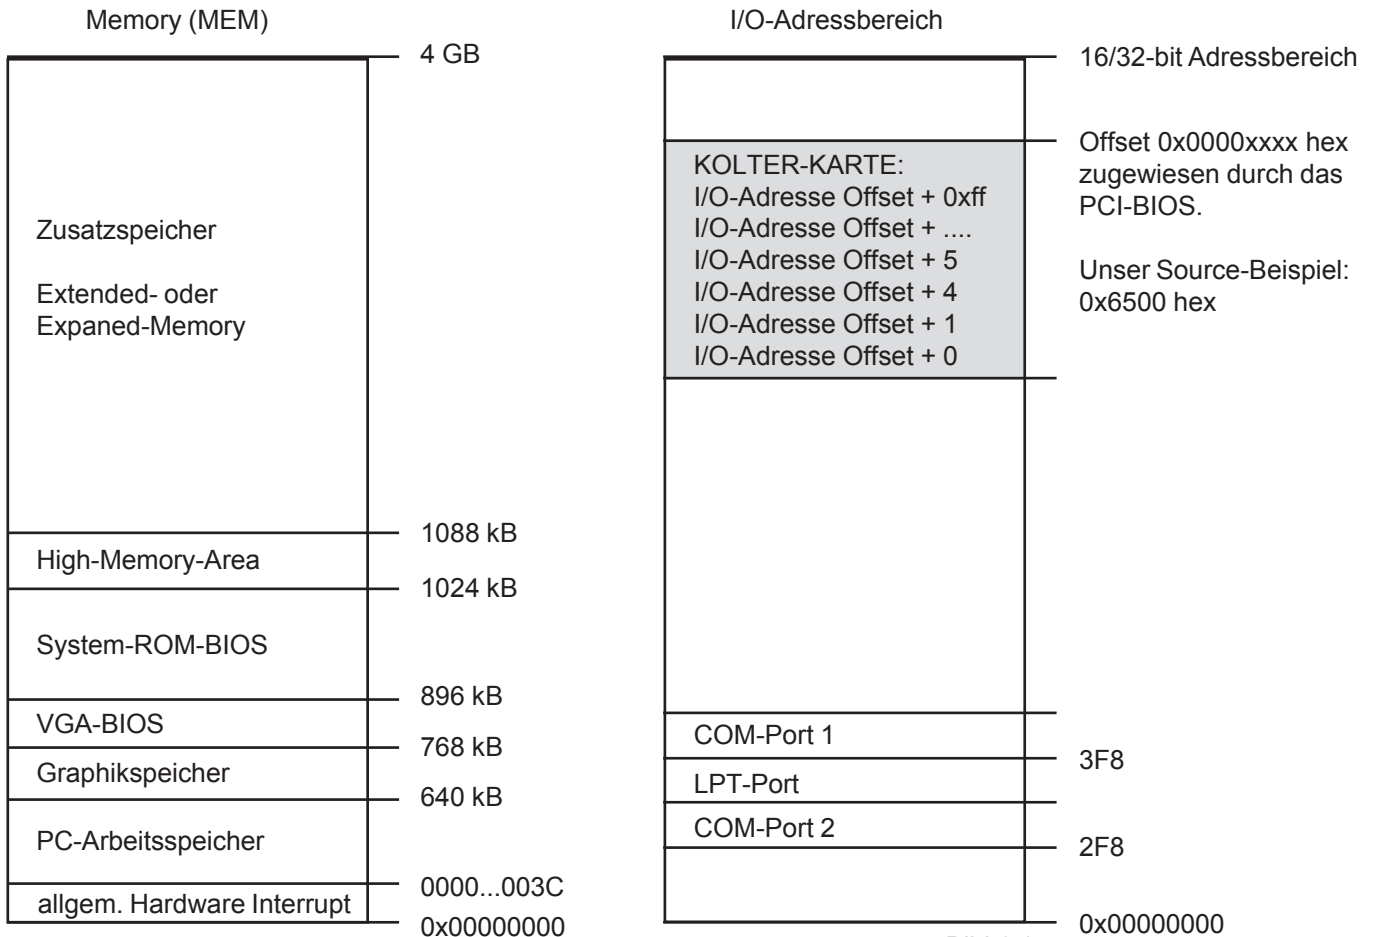 Memory (MEM)
4 GB
Zusatzspeicher
Extended- oder
Expaned-Memory
1088 kB
High-Memory-Area
1024 kB
System-ROM-BIOS
896 kB
VGA-BIOS
768 kB
Graphikspeicher
640 kB
PC-Arbeitsspeicher
0000...003C
allgem. Hardware Interrupt
0x00000000
I/O-Adressbereich
16/32-bit Adressbereich
KOLTER-KARTE:
I/O-Adresse Offset + 0xff
I/O-Adresse Offset + ....
I/O-Adresse Offset + 5
I/O-Adresse Offset + 4
I/O-Adresse Offset + 1
I/O-Adresse Offset + 0
Offset 0x0000xxxx hex
zugewiesen durch das
PCI-BIOS.
Unser Source-Beispiel:
0x6500 hex
COM-Port 1
3F8
LPT-Port
COM-Port 2
2F8
0x00000000